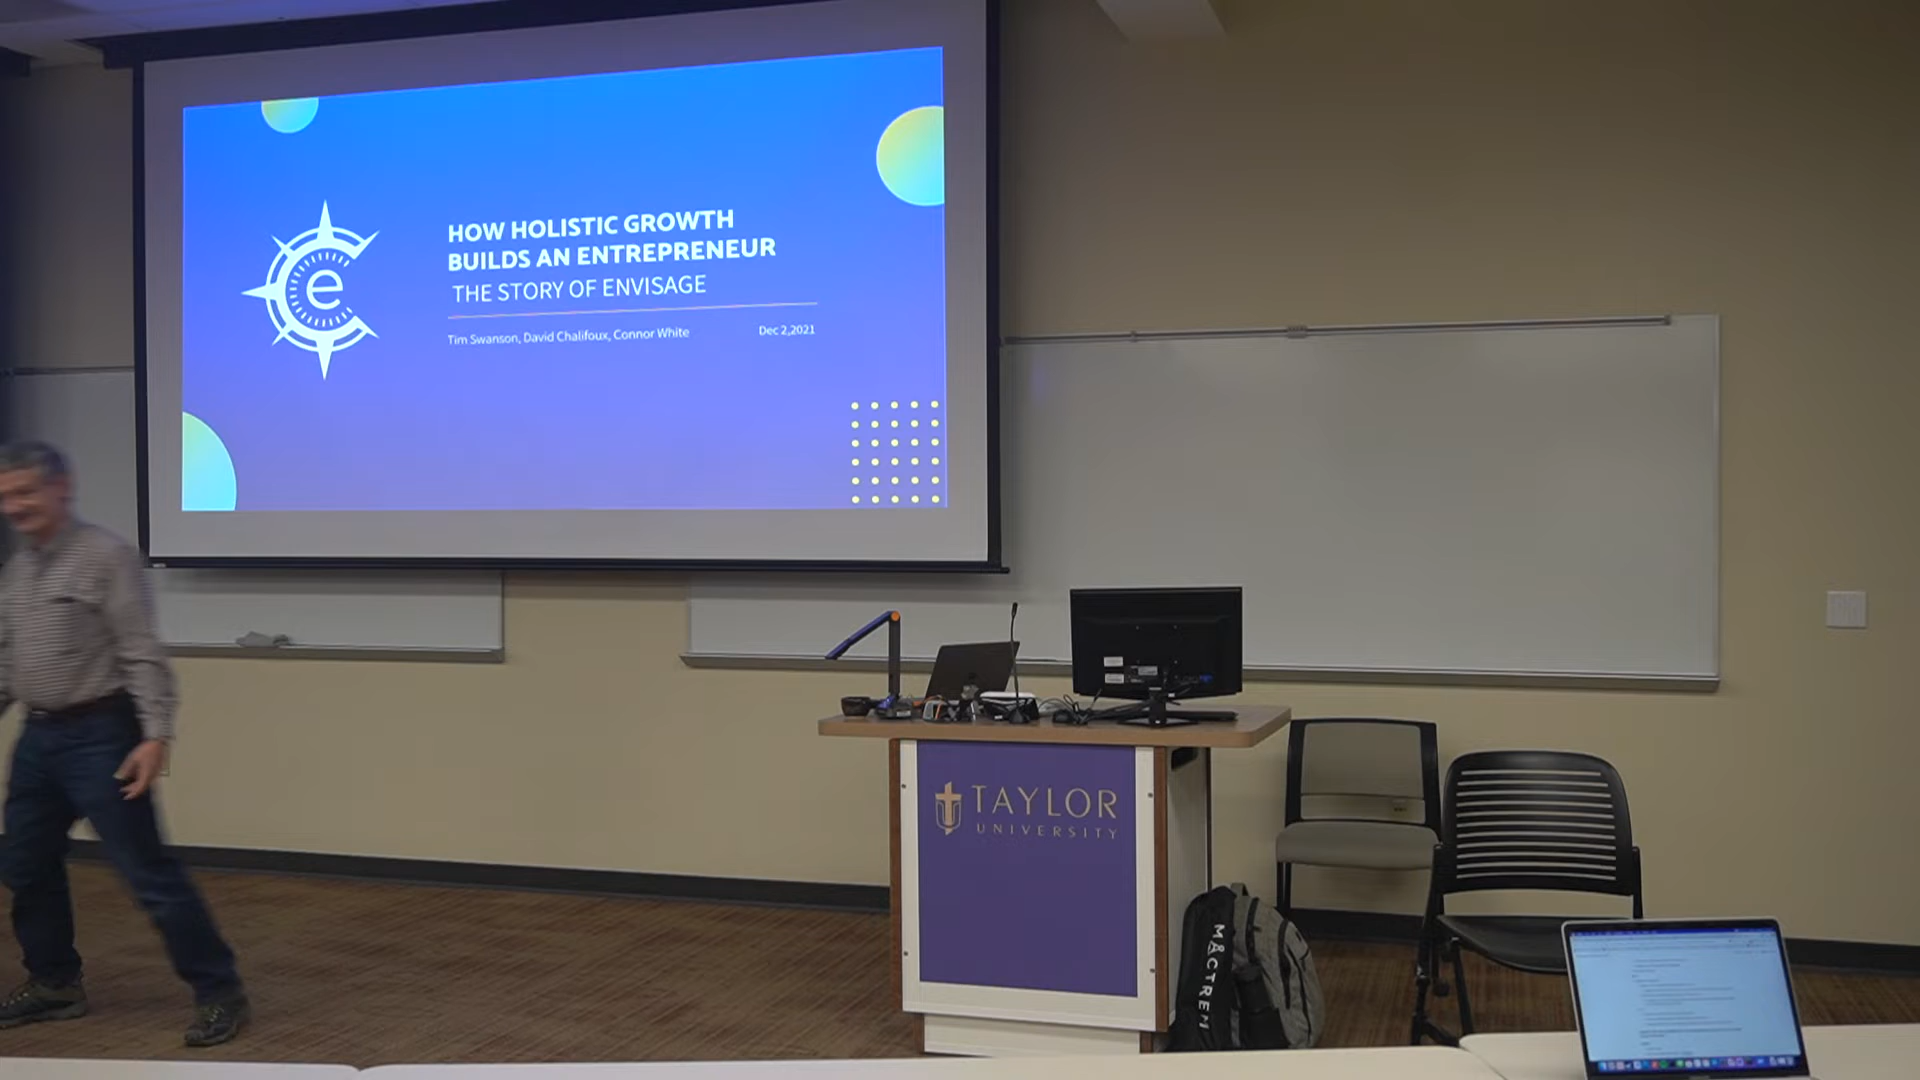 HOW HOLISTIC GROWTH
BUILDS AN ENTREPRENEUR
THE STORY OF ENVISAGE
Tim Swanson, David Chalifoux, Connor White
Dec 2,2021
e
TAYLOR
UNIVERSITY